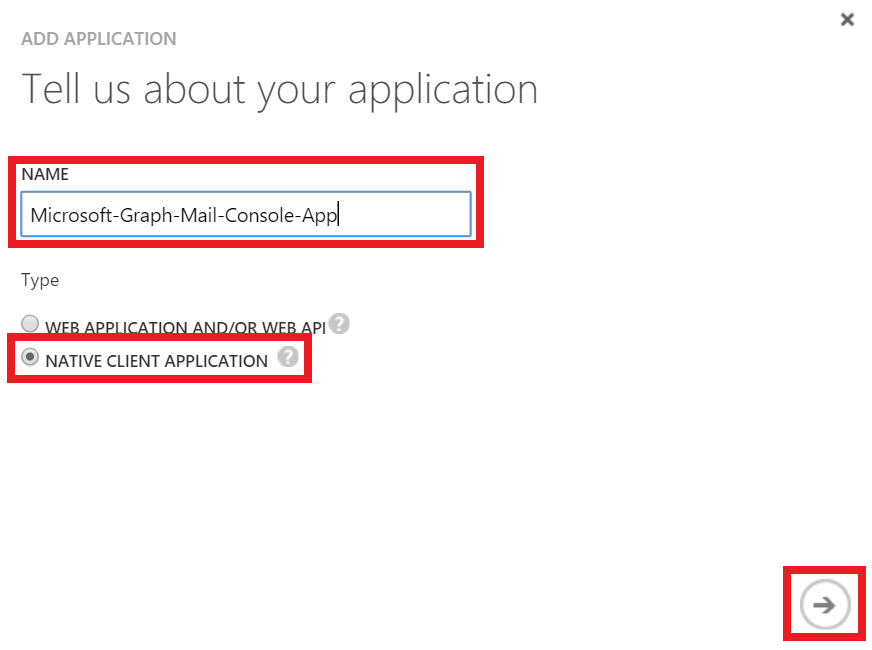 ADD APPLICATION
Tell us about your application
NAME
Microsoft-Graph-Mail-Console-App
Type
WEB APPLICATION AND/OR WEB API ?
NATIVE CLIENT APPLICATION ?